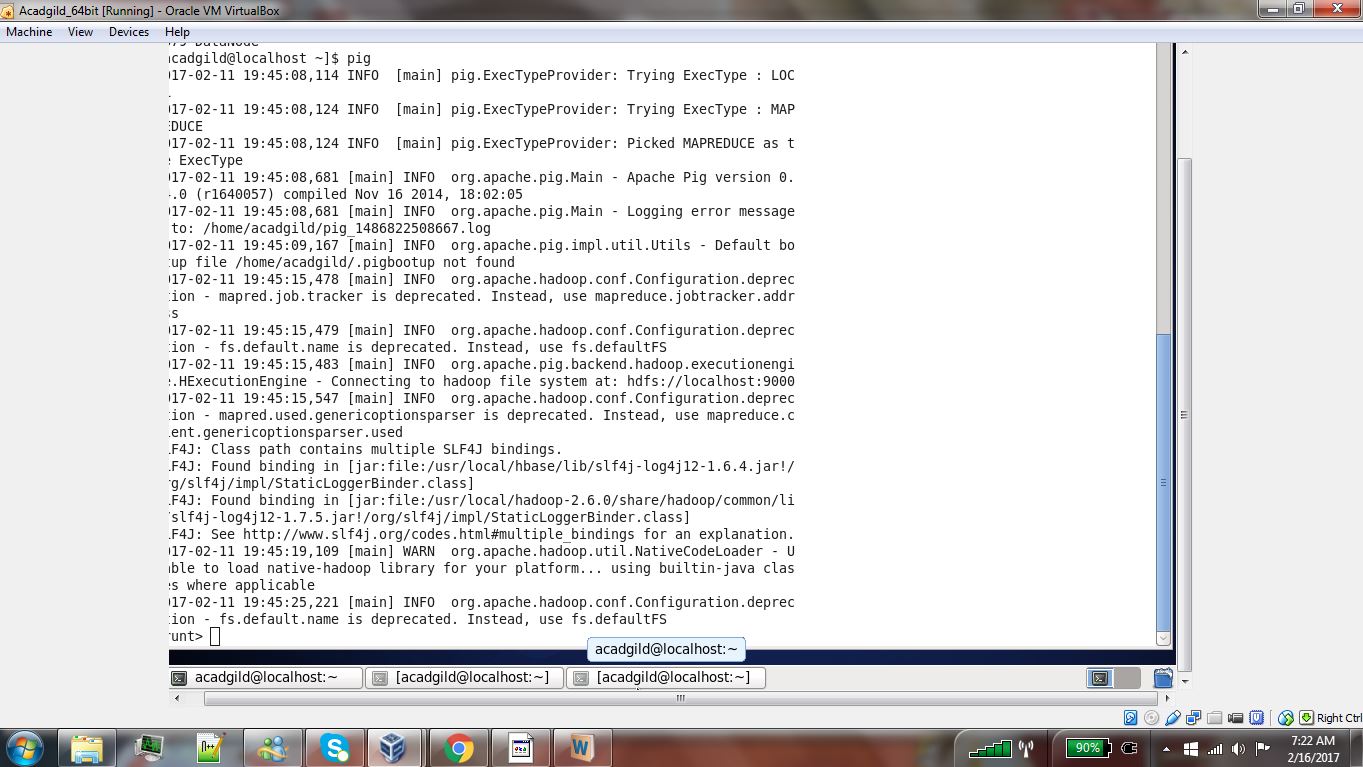 Acadgild_64bit [Running] - Oracle VM VirtualBox
Machine View Devices Help
acadgild@localhost ~]$ pig
17-02-11 19:45:08,114 INFO [main] pig.ExecTypeProvider: Trying ExecType : LOC
17-02-11 19:45:08,124 INFO [main] pig.ExecTypeProvider: Trying ExecType : MAP
EDUCE
17-02-11 19:45:08,124 INFO [main] pig.ExecTypeProvider: Picked MAPREDUCE as t
e ExecType
17-02-11 19:45:08,681 [main] INFO org.apache.pig.Main - Apache Pig version 0.
.0 (r1640057) compiled Nov 16 2014, 18:02:05
17-02-11 19:45:08,681 [main] INFO org.apache.pig.Main - Logging error message
to: /home/acadgild/pig_1486822508667.log
17-02-11 19:45:09,167 [main] INFO org.apache.pig.impl.util.Utils - Default bo
tup file /home/acadgild/.pigbootup not found
17-02-11 19:45:15,478 [main] INFO org.apache.hadoop.conf.Configuration.deprec
tion - mapred.job.tracker is deprecated. Instead, use mapreduce.jobtracker.addr
ss
17-02-11 19:45:15,479 [main] INFO org.apache.hadoop.conf.Configuration.deprec
tion - fs.default.name is deprecated. Instead, use fs.defaultFS
17-02-11 19:45:15,483 [main] INFO org.apache.pig.backend.hadoop.executionengi
e.HExecutionEngine - Connecting to hadoop file system at: hdfs://localhost:9000
17-02-11 19:45:15,547 [main] INFO org.apache.hadoop.conf.Configuration.deprec
tion - mapred.used.genericoptionsparser is deprecated. Instead, use mapreduce.c
ent.genericoptionsparser.used
LF4J: Class path contains multiple SLF4J bindings.
LF4J: Found binding in [jar:file:/usr/local/hbase/lib/slf4j-log4j12-1.6.4.jar!/
rg/slf4j/impl/StaticLoggerBinder.class]
LF4J: Found binding in [jar:file:/usr/local/hadoop-2.6.0/share/hadoop/common/li
/slf4j-log4j12-1.7.5.jar!/org/slf4j/impl/StaticLoggerBinder.class]
LF4J: See http://www.slf4j.org/codes.html#multiple_bindings for an explanation.
17-02-11 19:45:19,109 [main] WARN org.apache.hadoop.util.NativeCodeLoader - U
able to load native-hadoop library for your platform... using builtin-java clas
es where applicable
17-02-11 19:45:25,221 [main] INFO org.apache.hadoop.conf.Configuration.deprec
tion - fs.default.name is deprecated. Instead, use fs.defaultFS
runt>
acadgild@localhost:~
acadgild@localhost:~ [acadgild@localhost:~] [acadgild@localhost:~]
Right Ctrl
90%
7:22 AM
2/16/2017